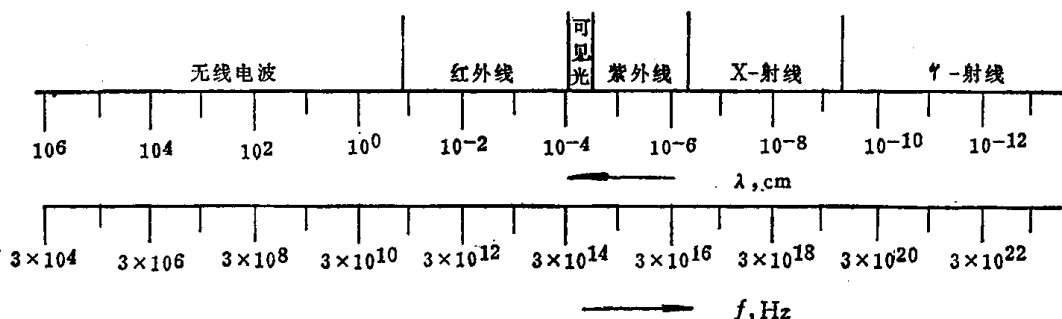 可见光
无线电波 红外线 紫外线 X-射线 γ-射线
10⁶ 10⁴ 10² 10⁰ 10⁻² 10⁻⁴ 10⁻⁶ 10⁻⁸ 10⁻¹⁰ 10⁻¹²
λ,cm
3×10⁴ 3×10⁶ 3×10⁸ 3×10¹⁰ 3×10¹² 3×10¹⁴ 3×10¹⁶ 3×10¹⁸ 3×10²⁰ 3×10²²
f,Hz